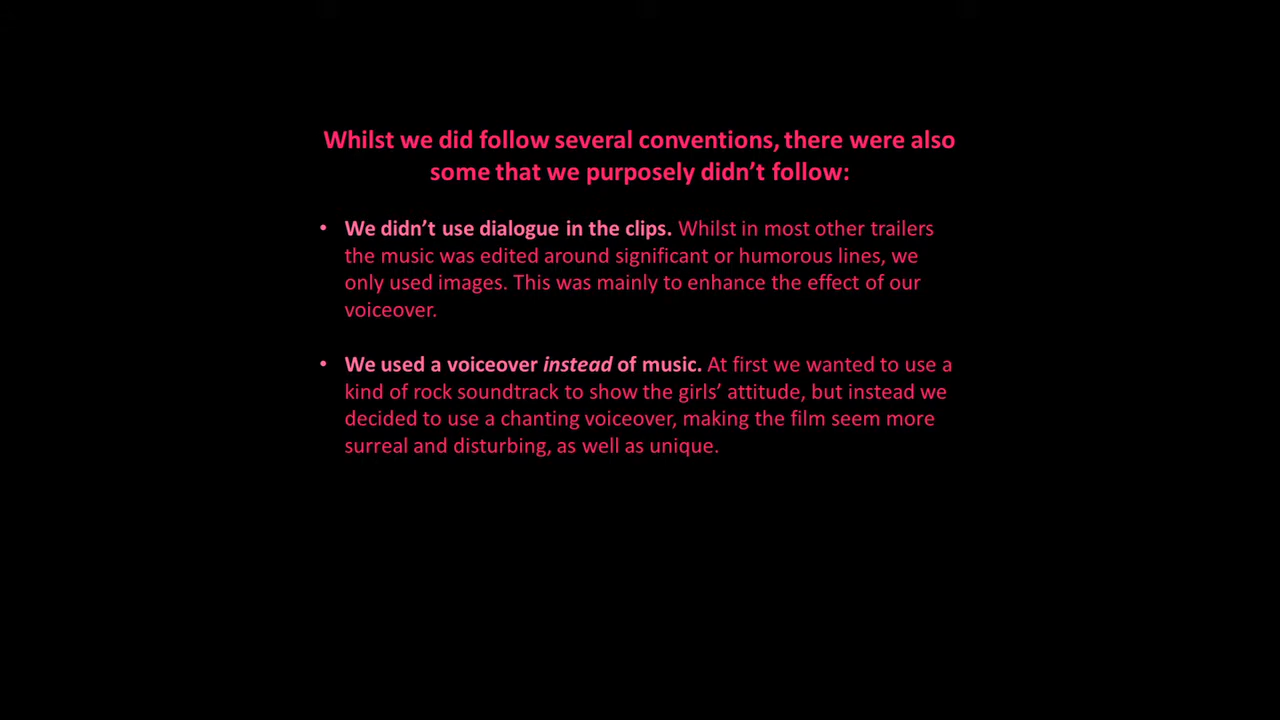 Whilst we did follow several conventions, there were also
some that we purposely didn’t follow:
• We didn’t use dialogue in the clips. Whilst in most other trailers
the music was edited around significant or humorous lines, we
only used images. This was mainly to enhance the effect of our
voiceover.
• We used a voiceover instead of music. At first we wanted to use a
kind of rock soundtrack to show the girls’ attitude, but instead we
decided to use a chanting voiceover, making the film seem more
surreal and disturbing, as well as unique.